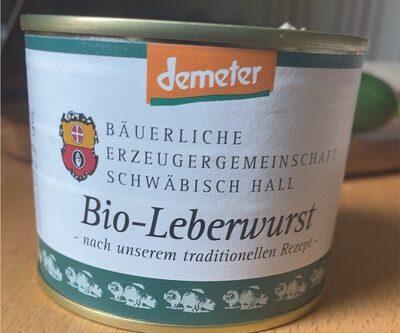 demeter
BÄUERLICHE
ERZEUGERGEMEINSCHAFT
SCHWÄBISCH HALL
Bio-Leberwurst
- nach unserem traditionellen Rezept -